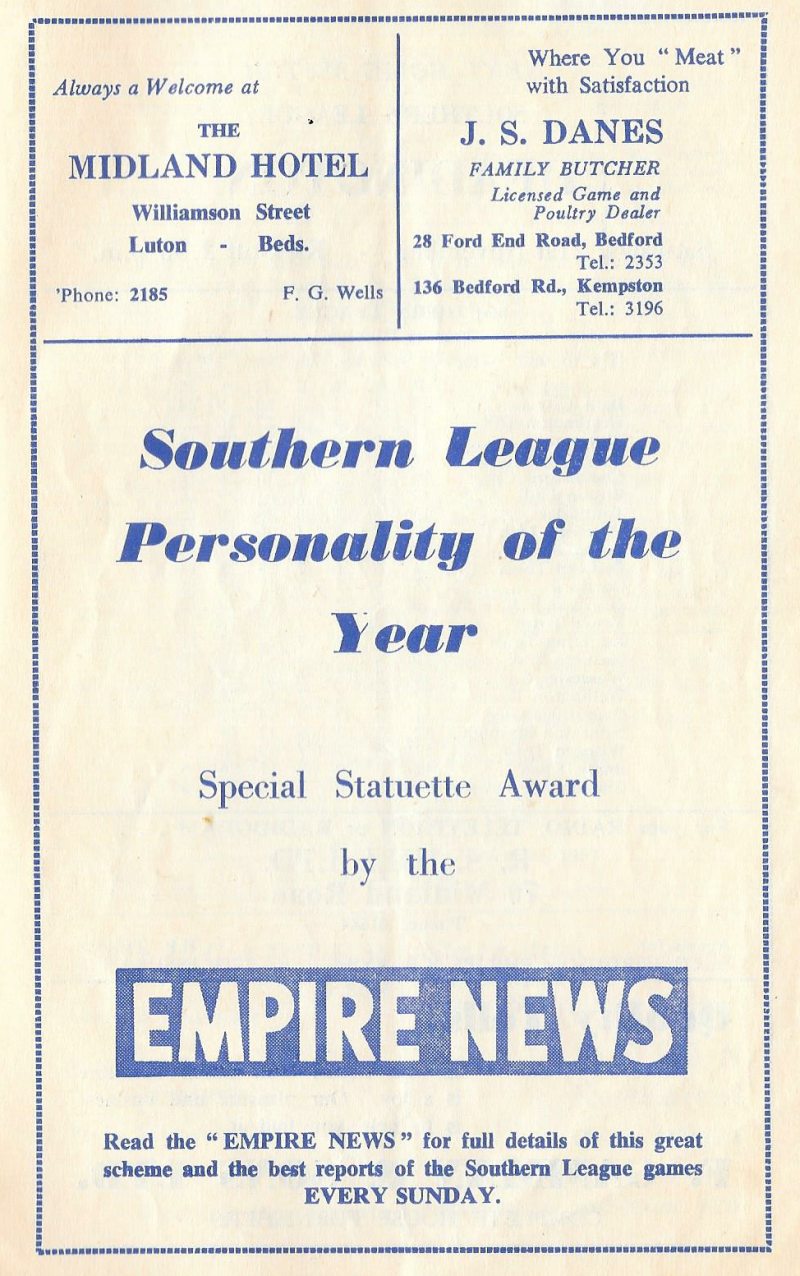 Always a Welcome at
THE
MIDLAND HOTEL
Williamson Street
Luton - Beds.
'Phone: 2185 F. G. Wells
Where You "Meat"
with Satisfaction
J. S. DANES
FAMILY BUTCHER
Licensed Game and
Poultry Dealer
28 Ford End Road, Bedford
Tel.: 2353
136 Bedford Rd., Kempston
Tel.: 3196
Southern League
Personality of the
Year
Special Statuette Award
by the
EMPIRE NEWS
Read the "EMPIRE NEWS" for full details of this great
scheme and the best reports of the Southern League games
EVERY SUNDAY.